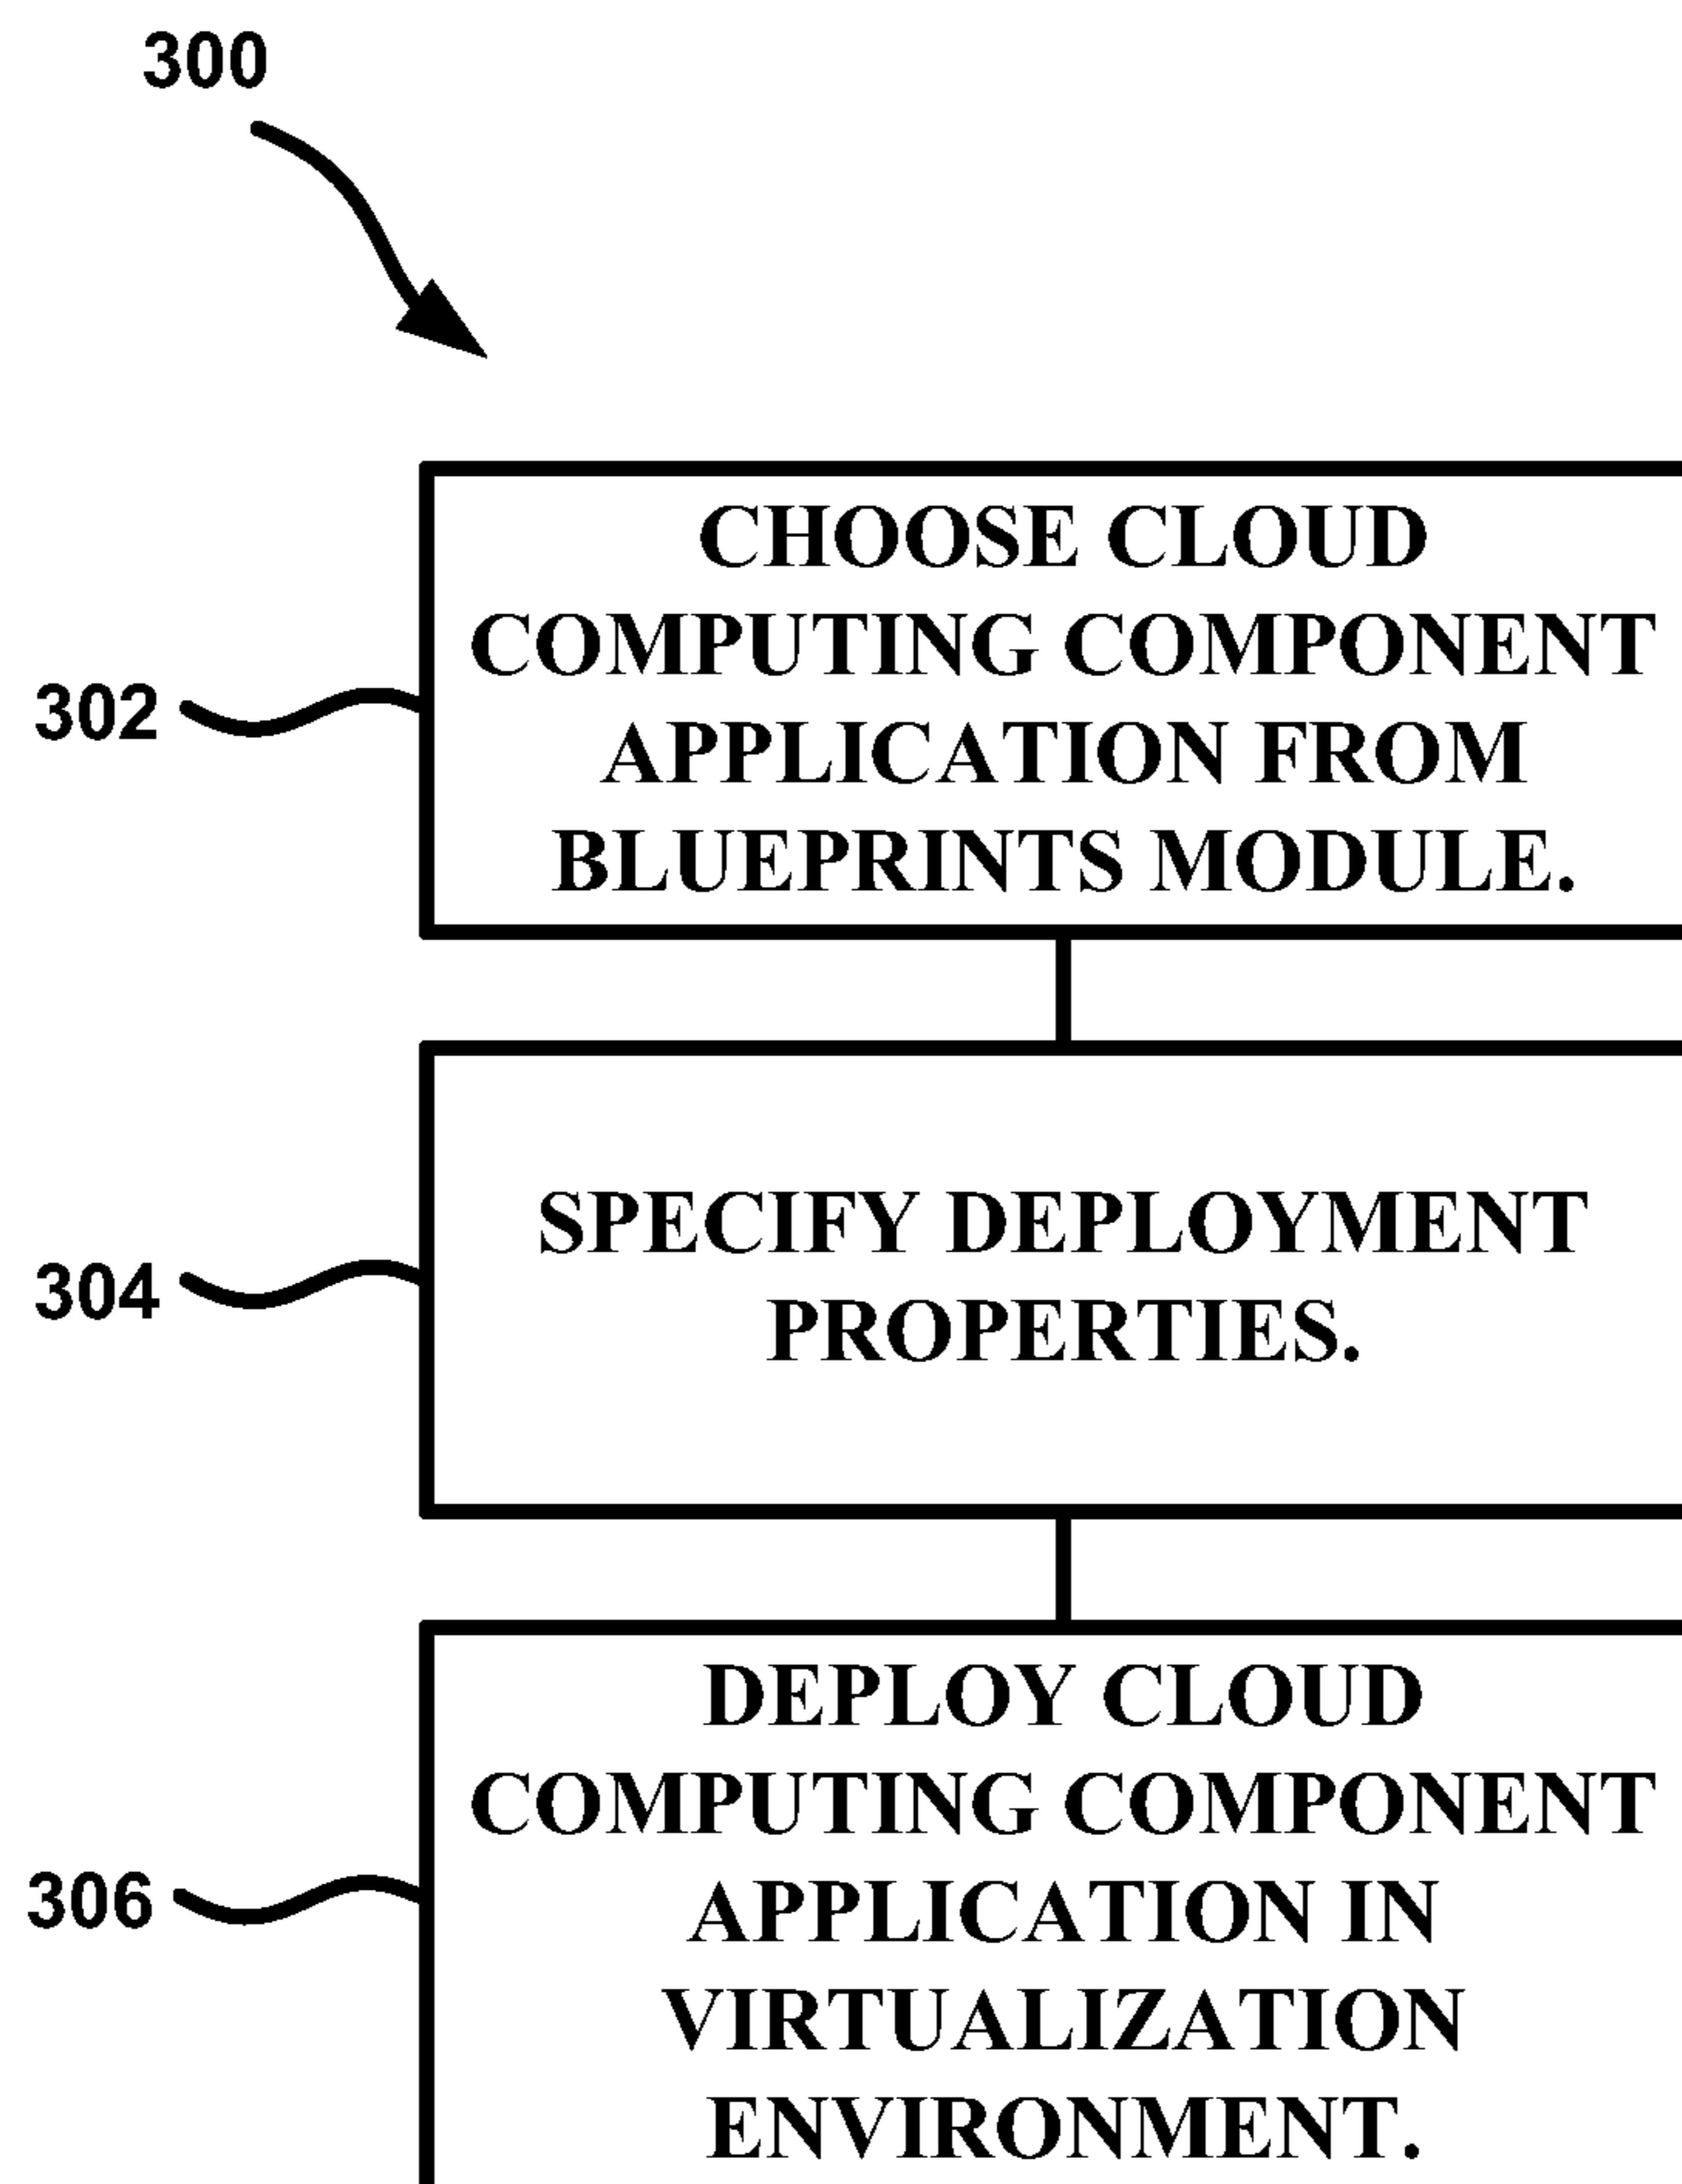 300
CHOOSE CLOUD
COMPUTING COMPONENT
APPLICATION FROM
BLUEPRINTS MODULE.
302
SPECIFY DEPLOYMENT
PROPERTIES.
304
DEPLOY CLOUD
COMPUTING COMPONENT
APPLICATION IN
VIRTUALIZATION
ENVIRONMENT.
306